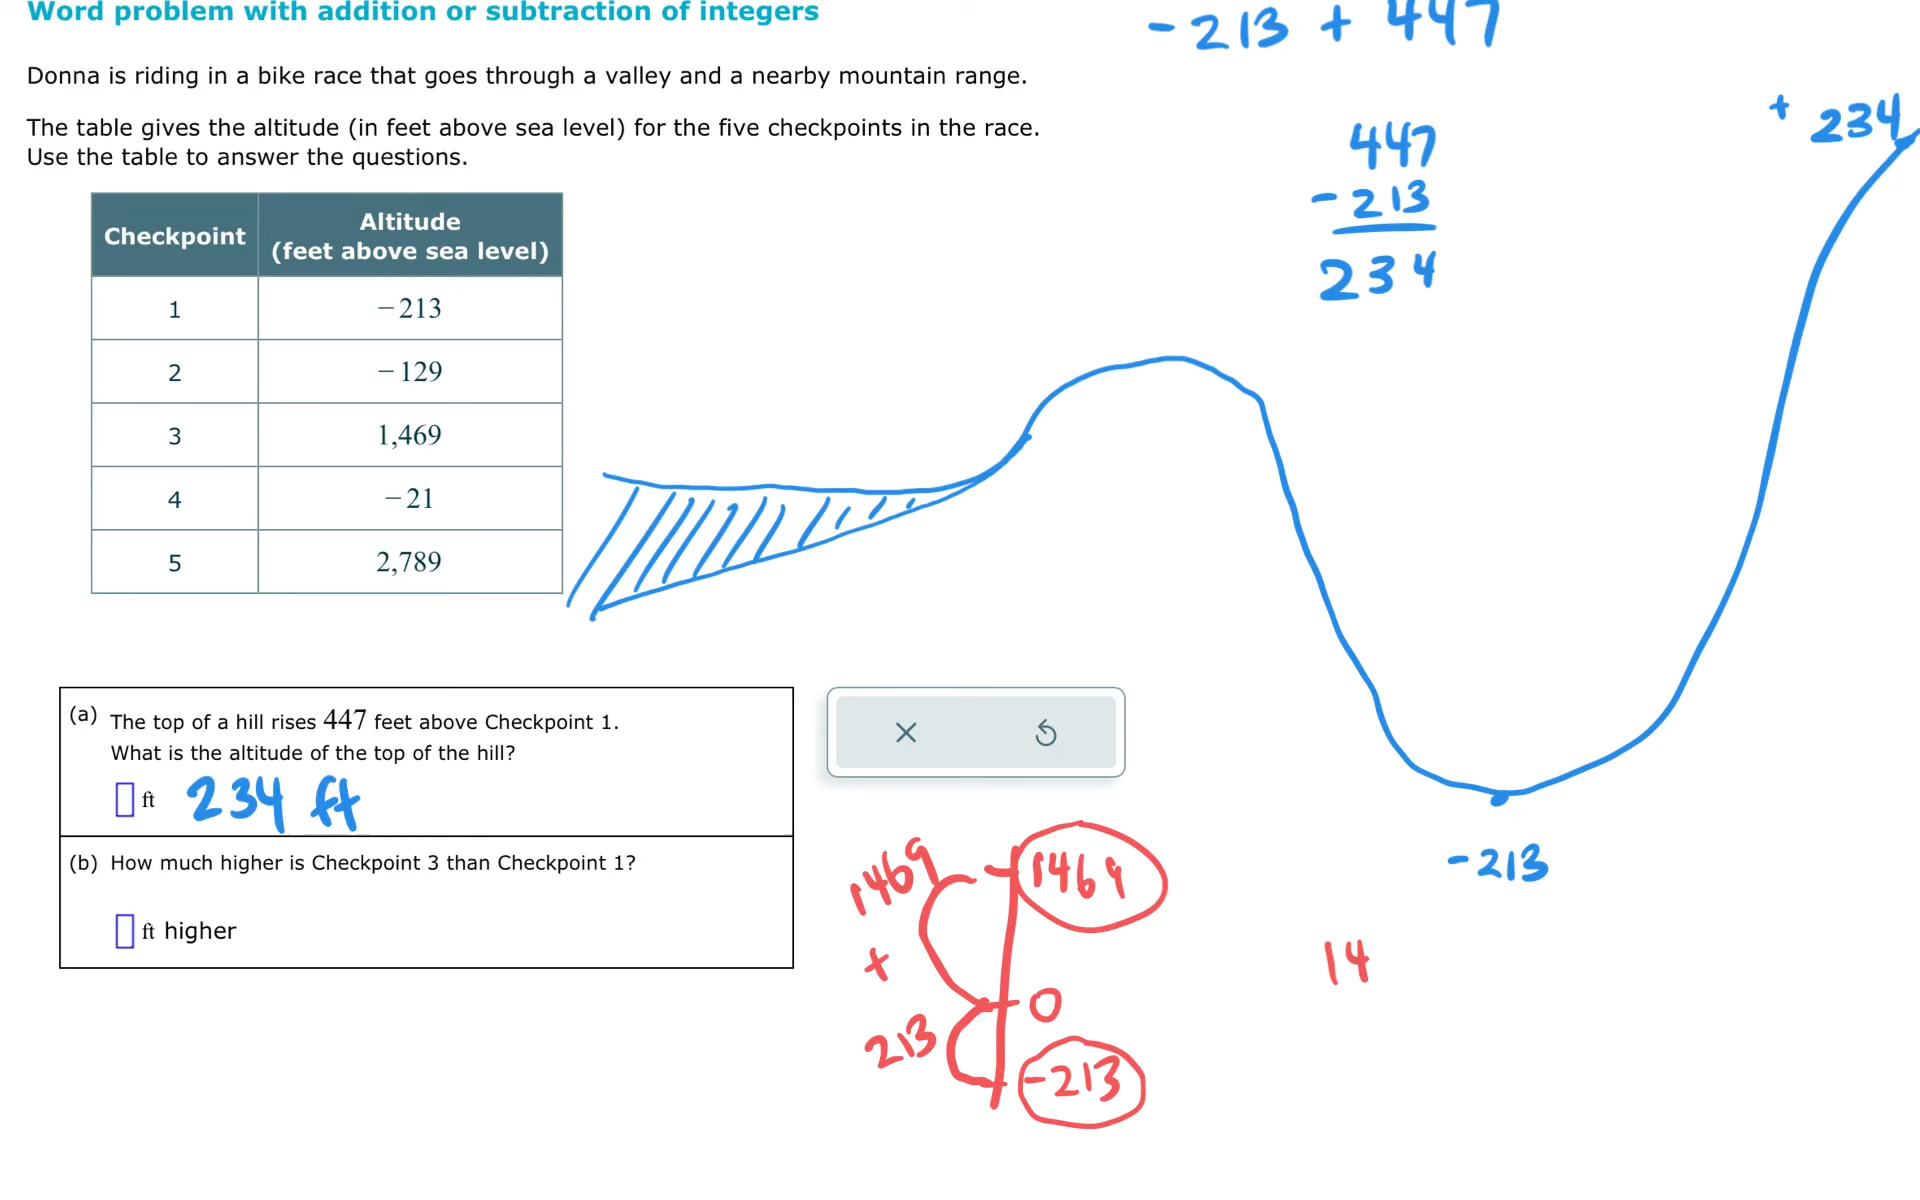 Word problem with addition or subtraction of integers
-213 + 447
Donna is riding in a bike race that goes through a valley and a nearby mountain range.
The table gives the altitude (in feet above sea level) for the five checkpoints in the race.
Use the table to answer the questions.
Checkpoint Altitude (feet above sea level)
1 −213
2 −129
3 1,469
4 −21
5 2,789
447
-213
234
+ 234
-213
(a) The top of a hill rises 447 feet above Checkpoint 1.
What is the altitude of the top of the hill?
ft 234 ft
(b) How much higher is Checkpoint 3 than Checkpoint 1?
ft higher
1469
+
213
1469
0
-213
14